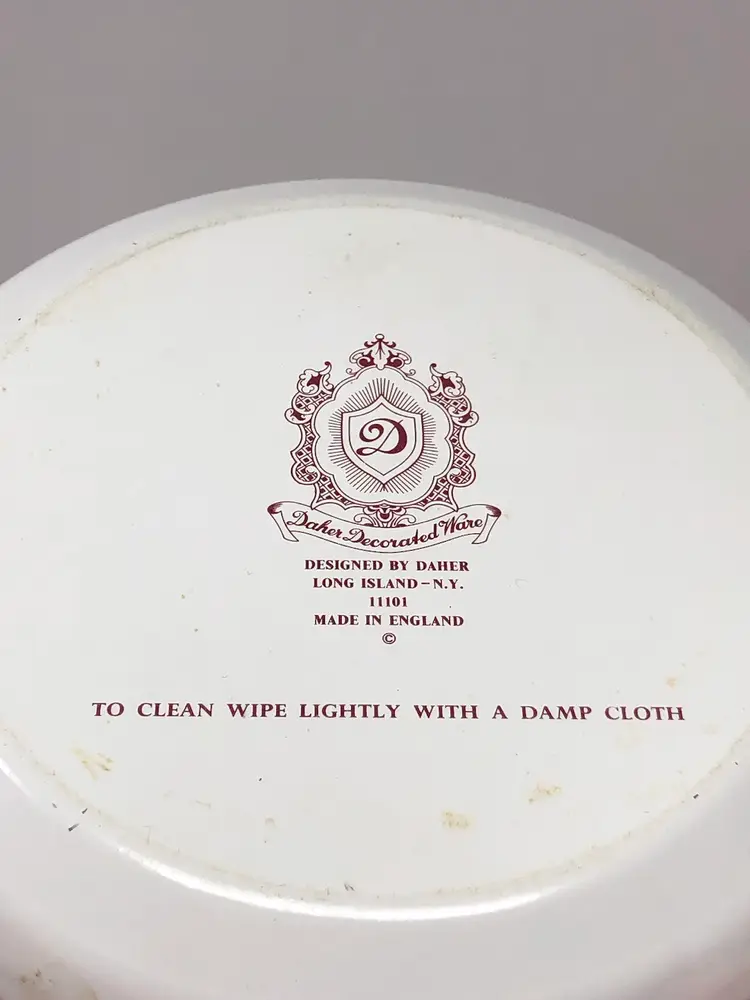 D
Daher Decorated Ware
DESIGNED BY DAHER
LONG ISLAND – N.Y.
11101
MADE IN ENGLAND
©
TO CLEAN WIPE LIGHTLY WITH A DAMP CLOTH